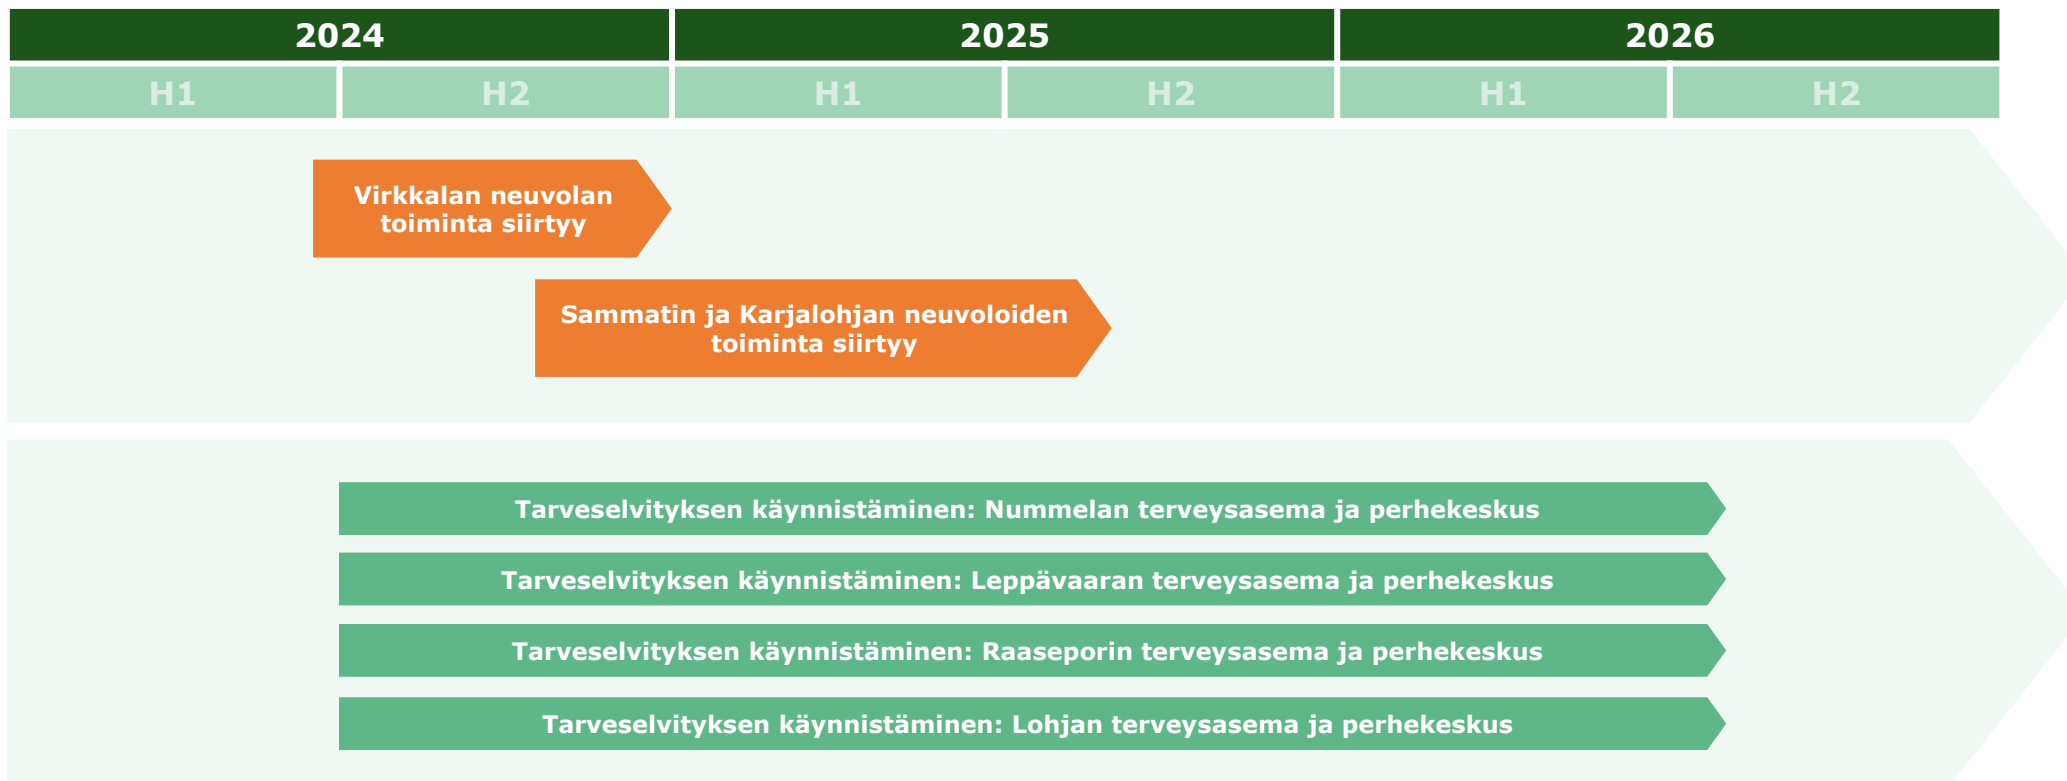 2024
2025
2026
H1
H2
H1
H2
H1
H2
Virkkalan neuvolan
toiminta siirtyy
Sammatin ja Karjalohjan neuvoloiden
toiminta siirtyy
Tarveselvityksen käynnistäminen: Nummelan terveysasema ja perhekeskus
Tarveselvityksen käynnistäminen: Leppävaaran terveysasema ja perhekeskus
Tarveselvityksen käynnistäminen: Raaseporin terveysasema ja perhekeskus
Tarveselvityksen käynnistäminen: Lohjan terveysasema ja perhekeskus